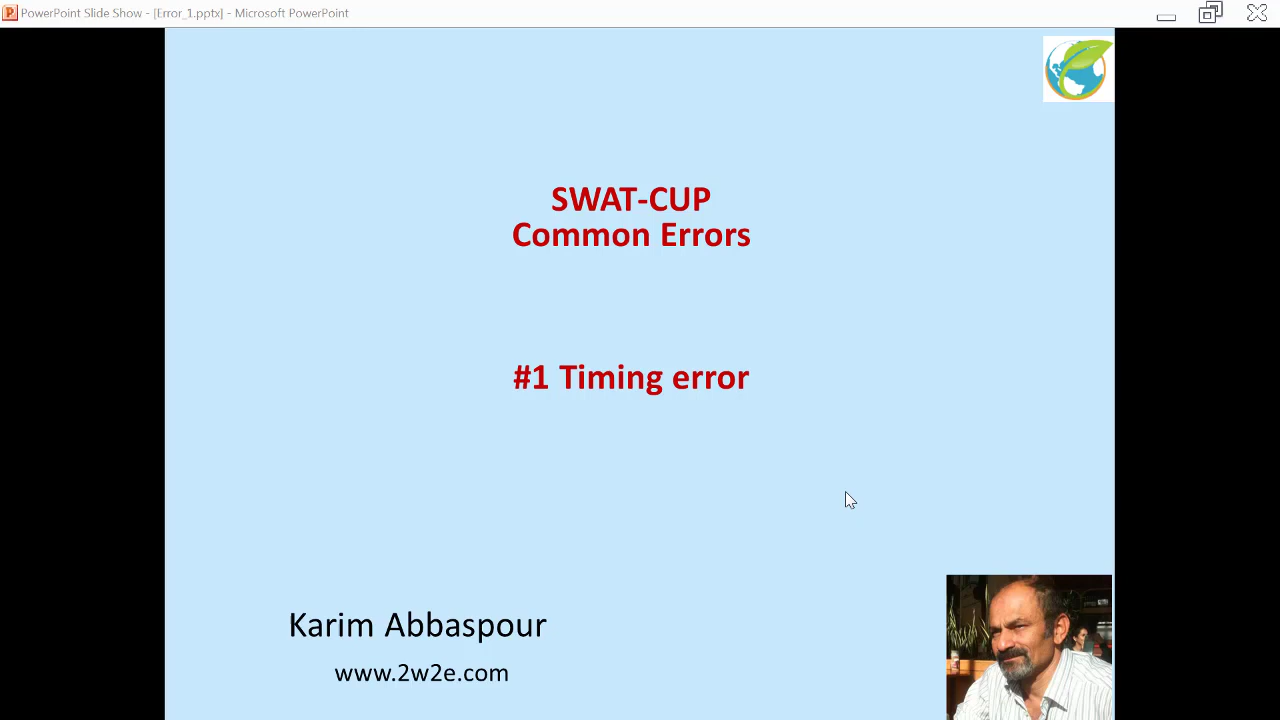 PowerPoint Slide Show - [Error_1.pptx] - Microsoft PowerPoint
SWAT-CUP
Common Errors
#1 Timing error
Karim Abbaspour
www.2w2e.com